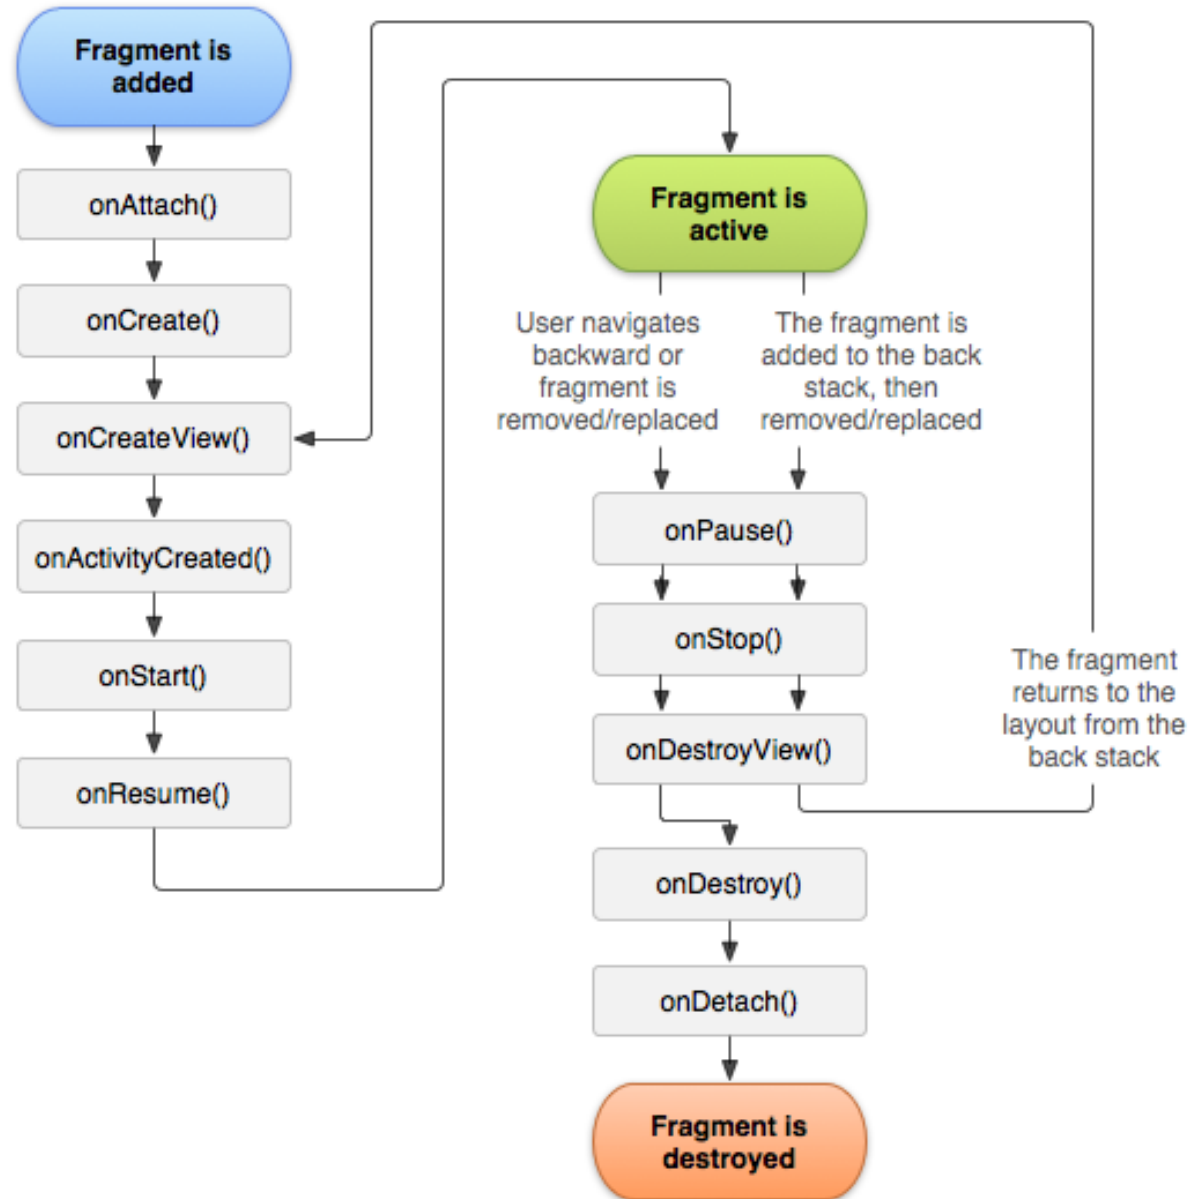 Fragment is
added
onAttach()
onCreate()
onCreateView()
onActivityCreated()
onStart()
onResume()
Fragment is
active
User navigates
backward or
fragment is
removed/replaced
The fragment is
added to the back
stack, then
removed/replaced
onPause()
onStop()
onDestroyView()
The fragment
returns to the
layout from the
back stack
onDestroy()
onDetach()
Fragment is
destroyed